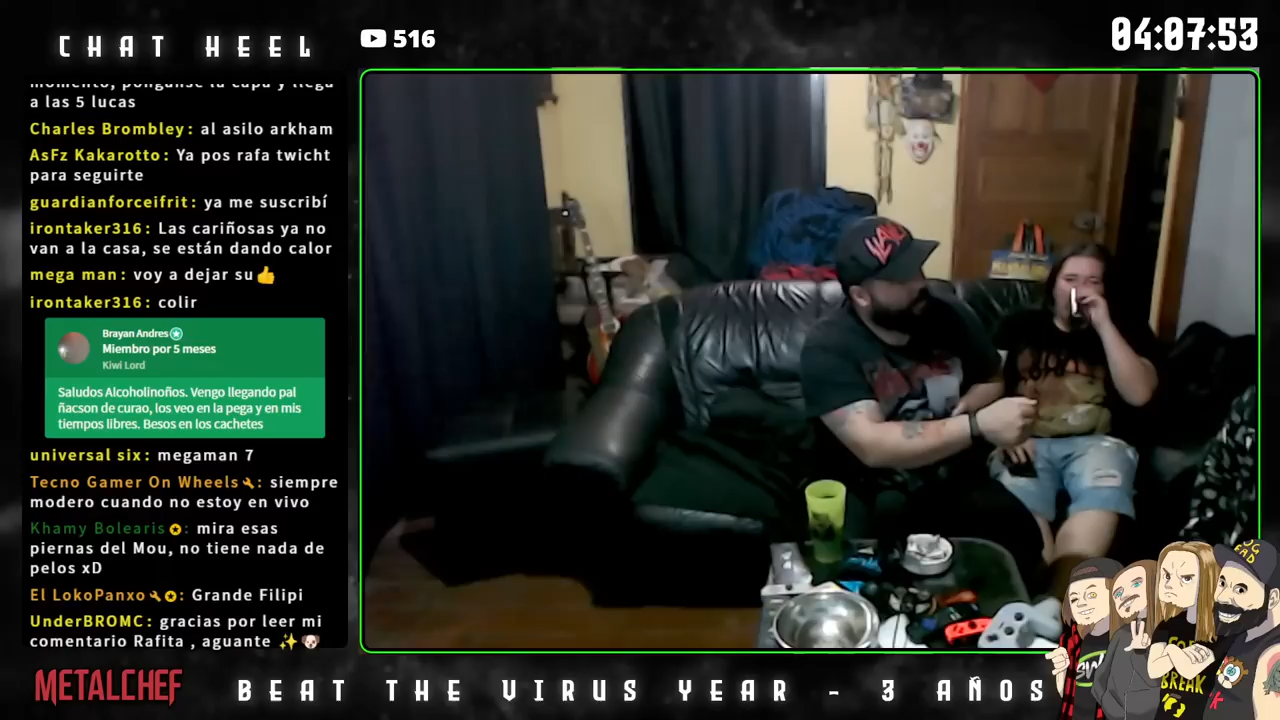 CHAT HEEL
516
04:07:53
momento, pónganse la capa y llega
a las 5 lucas
Charles Brombley: al asilo arkham
AsFz Kakarotto: Ya pos rafa twicht
para seguirte
guardianforceifrit: ya me suscribí
irontaker316: Las cariñosas ya no
van a la casa, se están dando calor
mega man: voy a dejar su👍
irontaker316: colir
Brayan Andres
Miembro por 5 meses
Kiwi Lord
Saludos Alcoholinoños. Vengo llegando pal
ñacson de curao, los veo en la pega y en mis
tiempos libres. Besos en los cachetes
universal six: megaman 7
Tecno Gamer On Wheels: siempre
modero cuando no estoy en vivo
Khamy Bolearis: mira esas
piernas del Mou, no tiene nada de
pelos xD
El LokoPanxo: Grande Filipi
UnderBROMC: gracias por leer mi
comentario Rafita , aguante ✨🐶
METALCHEF
BEAT THE VIRUS YEAR - 3 AÑOS